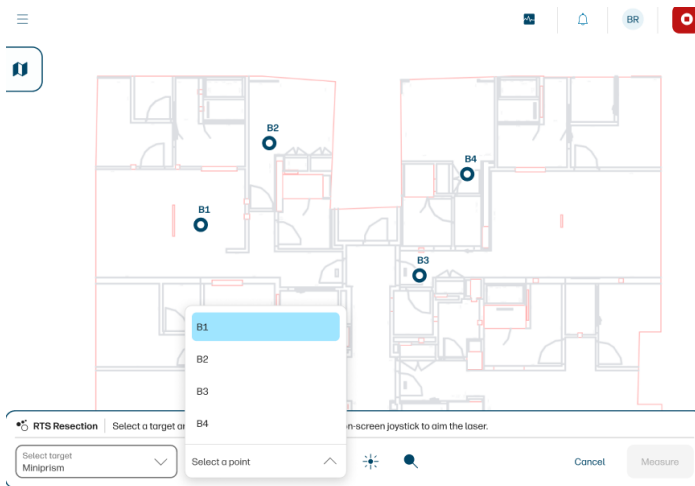 BR
B2
B4
B1
B3
B1
B2
B3
B4
RTS Resection
Select a target
n-screen joystick to aim the laser.
Select target
Miniprism
Select a point
Cancel
Measure